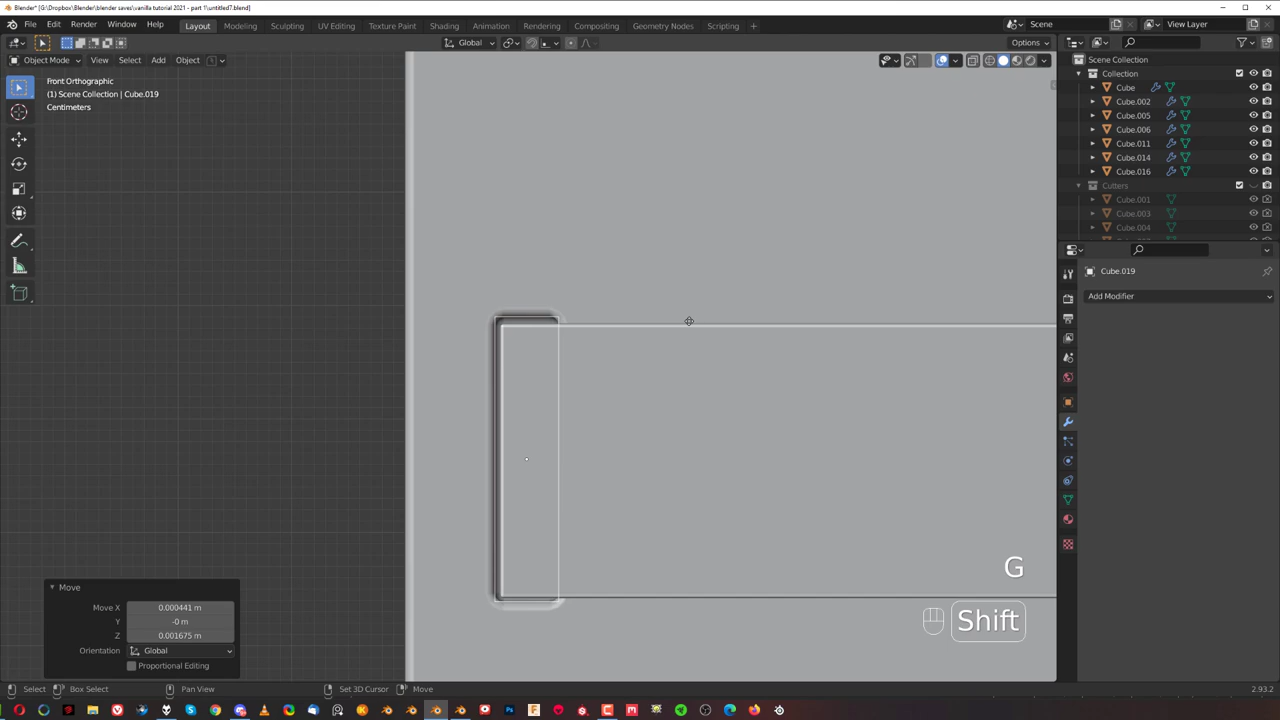 Blender* [G:\Dropbox\Blender\blender saves\vanilla tutorial 2021 - part 1\untitled7.blend]
File Edit Render Window Help Layout Modeling Sculpting UV Editing Texture Paint Shading Animation Rendering Compositing Geometry Nodes Scripting + Scene View Layer
Global Options
Object Mode View Select Add Object
Front Orthographic
(1) Scene Collection | Cube.019
Centimeters
Scene Collection
Collection
Cube
Cube.002
Cube.005
Cube.006
Cube.011
Cube.014
Cube.016
Cutters
Cube.001
Cube.003
Cube.004
Cube.019
Add Modifier
G
Shift
Move
Move X 0.000441 m
Y -0 m
Z 0.001675 m
Orientation Global
Proportional Editing
Select Box Select Pan View Set 3D Cursor Move 2.93.2